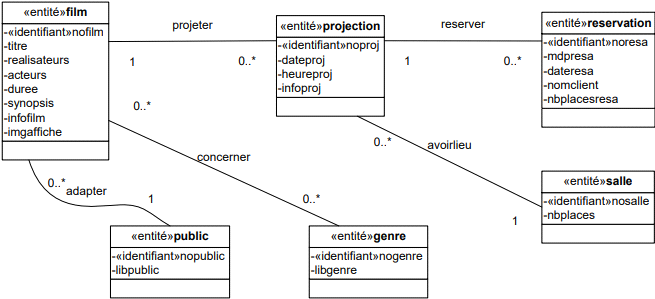 «entité»film
-«identifiant»nofilm
-titre
-realisateurs
-acteurs
-duree
-synopsis
-infofilm
-imgaffiche
projeter
1
0..*
«entité»projection
-«identifiant»noproj
-dateproj
-heureproj
-infoproj
reserver
1
0..*
«entité»reservation
-«identifiant»noresa
-mdpresa
-dateresa
-nomclient
-nbplacesresa
0..*
concerner
0..*
0..*
avoirlieu
1
«entité»salle
-«identifiant»nosalle
-nbplaces
0..*
adapter
1
«entité»public
-«identifiant»nopublic
-libpublic
«entité»genre
-«identifiant»nogenre
-libgenre